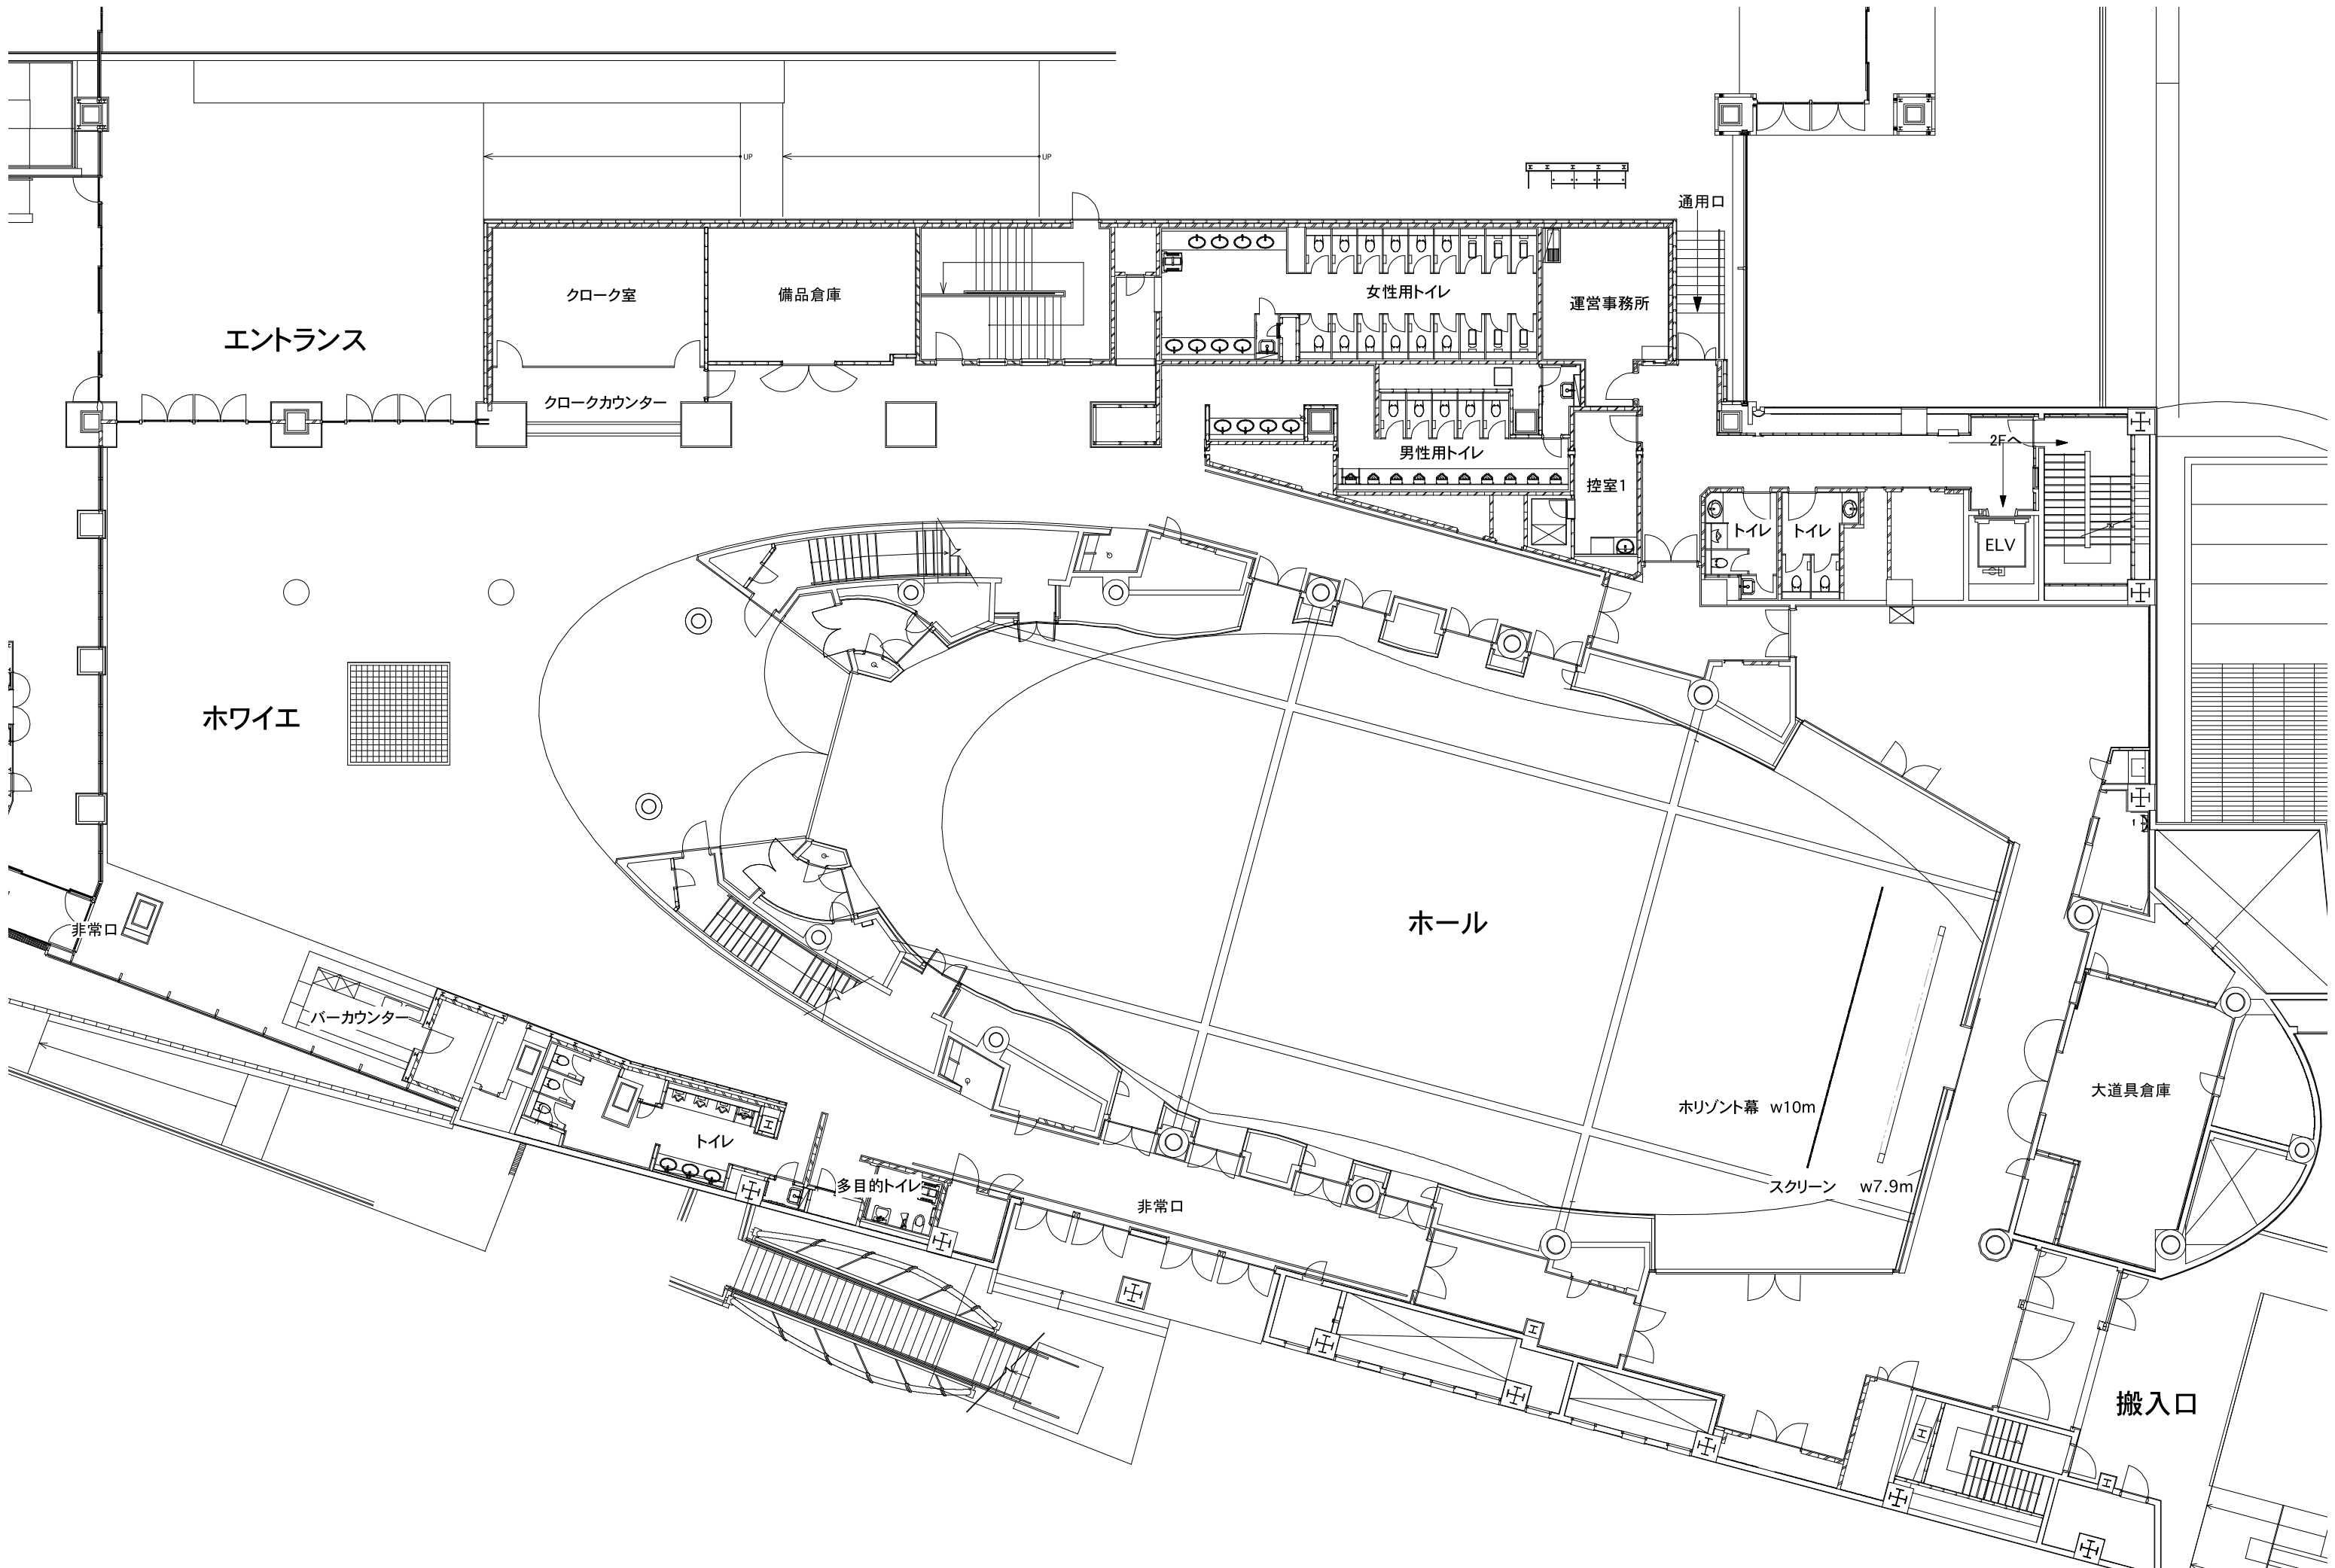 UP
UP
通用口
クローク室
備品倉庫
女性用トイレ
運営事務所
エントランス
クロークカウンター
男性用トイレ
2Fへ
控室1
トイレ
トイレ
ELV
ホワイエ
ホール
非常口
バーカウンター
大道具倉庫
ホリゾント幕 w10m
トイレ
多目的トイレ
スクリーン w7.9m
非常口
搬入口